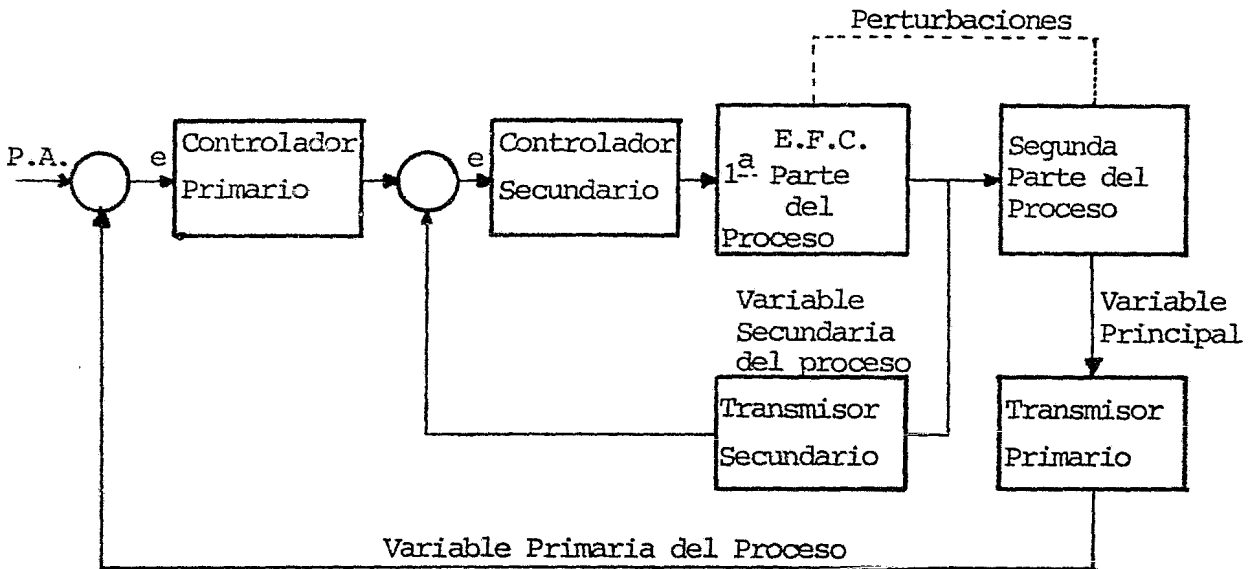 Perturbaciones
P.A.
e
Controlador
Primario
e
Controlador
Secundario
E.F.C.
1ª Parte
del
Proceso
Segunda
Parte del
Proceso
Variable
Secundaria
del proceso
Variable
Principal
Transmisor
Secundario
Transmisor
Primario
Variable Primaria del Proceso